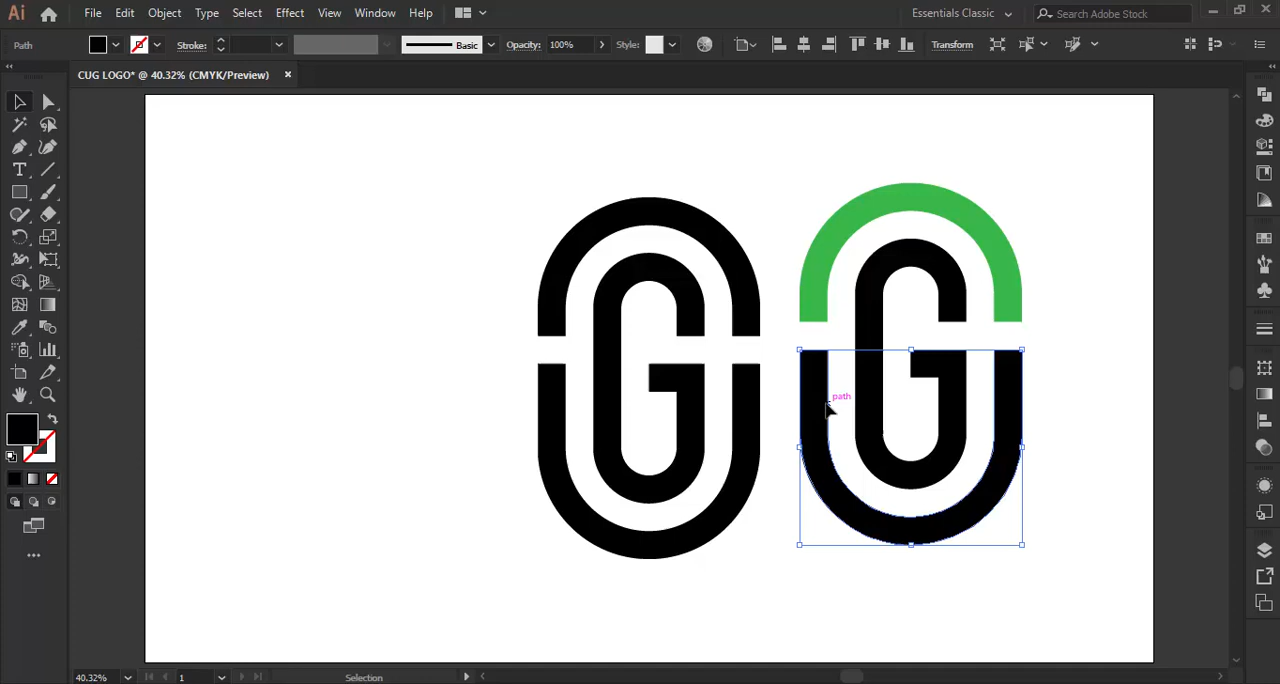 Ai File Edit Object Type Select Effect View Window Help Essentials Classic Search Adobe Stock
Path Stroke: Basic Opacity: 100% Style: Transform
CUG LOGO* @ 40.32% (CMYK/Preview)
T
G G
path
40.32% 1 Selection